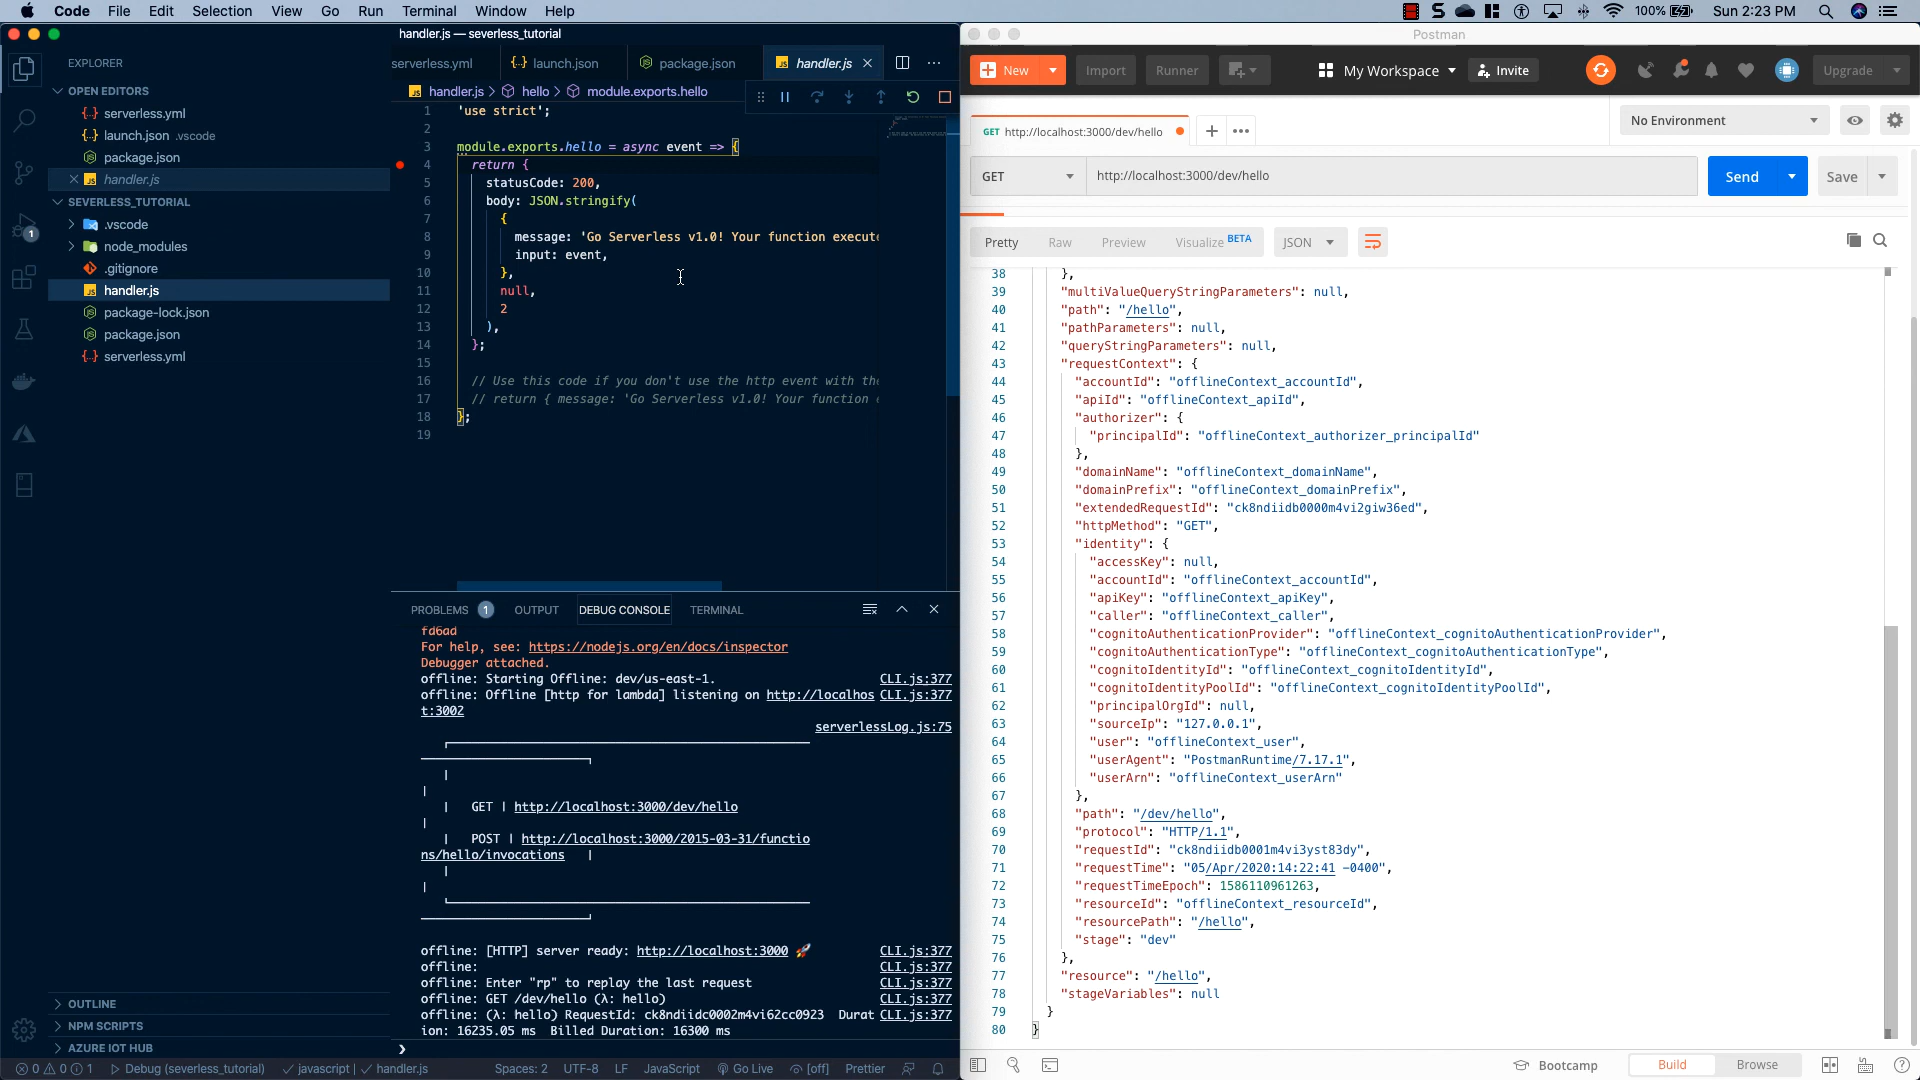 Code File Edit Selection View Go Run Terminal Window Help
100% Sun 2:23 PM
handler.js — severless_tutorial
EXPLORER
OPEN EDITORS
serverless.yml
launch.json .vscode
package.json
handler.js
SEVERLESS_TUTORIAL
.vscode
node_modules
.gitignore
handler.js
package-lock.json
package.json
serverless.yml
1
OUTLINE
NPM SCRIPTS
AZURE IOT HUB
serverless.yml launch.json package.json handler.js
handler.js > hello > module.exports.hello
1 'use strict';
2
3 module.exports.hello = async event => {
4 return {
5 statusCode: 200,
6 body: JSON.stringify(
7 {
8 message: 'Go Serverless v1.0! Your function execute
9 input: event,
10 },
11 null,
12 2
13 ),
14 };
15
16 // Use this code if you don't use the http event with the
17 // return { message: 'Go Serverless v1.0! Your function e
18 };
19
PROBLEMS 1 OUTPUT DEBUG CONSOLE TERMINAL
fd6ad
For help, see: https://nodejs.org/en/docs/inspector
Debugger attached.
offline: Starting Offline: dev/us-east-1. CLI.js:377
offline: Offline [http for lambda] listening on http://localhos CLI.js:377
t:3002
serverlessLog.js:75
| GET | http://localhost:3000/dev/hello
| POST | http://localhost:3000/2015-03-31/functio
ns/hello/invocations |
offline: [HTTP] server ready: http://localhost:3000 🚀 CLI.js:377
offline: CLI.js:377
offline: Enter "rp" to replay the last request CLI.js:377
offline: GET /dev/hello (λ: hello) CLI.js:377
offline: (λ: hello) RequestId: ck8ndiidc0002m4vi62cc0923 Durat CLI.js:377
ion: 16235.05 ms Billed Duration: 16300 ms
0 0 1 Debug (severless_tutorial) javascript | handler.js Spaces: 2 UTF-8 LF JavaScript Go Live [off] Prettier
Postman
New Import Runner My Workspace Invite Upgrade
GET http://localhost:3000/dev/hello
No Environment
GET http://localhost:3000/dev/hello Send Save
Pretty Raw Preview Visualize BETA JSON
38 },
39 "multiValueQueryStringParameters": null,
40 "path": "/hello",
41 "pathParameters": null,
42 "queryStringParameters": null,
43 "requestContext": {
44 "accountId": "offlineContext_accountId",
45 "apiId": "offlineContext_apiId",
46 "authorizer": {
47 "principalId": "offlineContext_authorizer_principalId"
48 },
49 "domainName": "offlineContext_domainName",
50 "domainPrefix": "offlineContext_domainPrefix",
51 "extendedRequestId": "ck8ndiidb0000m4vi2giw36ed",
52 "httpMethod": "GET",
53 "identity": {
54 "accessKey": null,
55 "accountId": "offlineContext_accountId",
56 "apiKey": "offlineContext_apiKey",
57 "caller": "offlineContext_caller",
58 "cognitoAuthenticationProvider": "offlineContext_cognitoAuthenticationProvider",
59 "cognitoAuthenticationType": "offlineContext_cognitoAuthenticationType",
60 "cognitoIdentityId": "offlineContext_cognitoIdentityId",
61 "cognitoIdentityPoolId": "offlineContext_cognitoIdentityPoolId",
62 "principalOrgId": null,
63 "sourceIp": "127.0.0.1",
64 "user": "offlineContext_user",
65 "userAgent": "PostmanRuntime/7.17.1",
66 "userArn": "offlineContext_userArn"
67 },
68 "path": "/dev/hello",
69 "protocol": "HTTP/1.1",
70 "requestId": "ck8ndiidb0001m4vi3yst83dy",
71 "requestTime": "05/Apr/2020:14:22:41 -0400",
72 "requestTimeEpoch": 1586110961263,
73 "resourceId": "offlineContext_resourceId",
74 "resourcePath": "/hello",
75 "stage": "dev"
76 },
77 "resource": "/hello",
78 "stageVariables": null
79 }
80 }
Bootcamp Build Browse